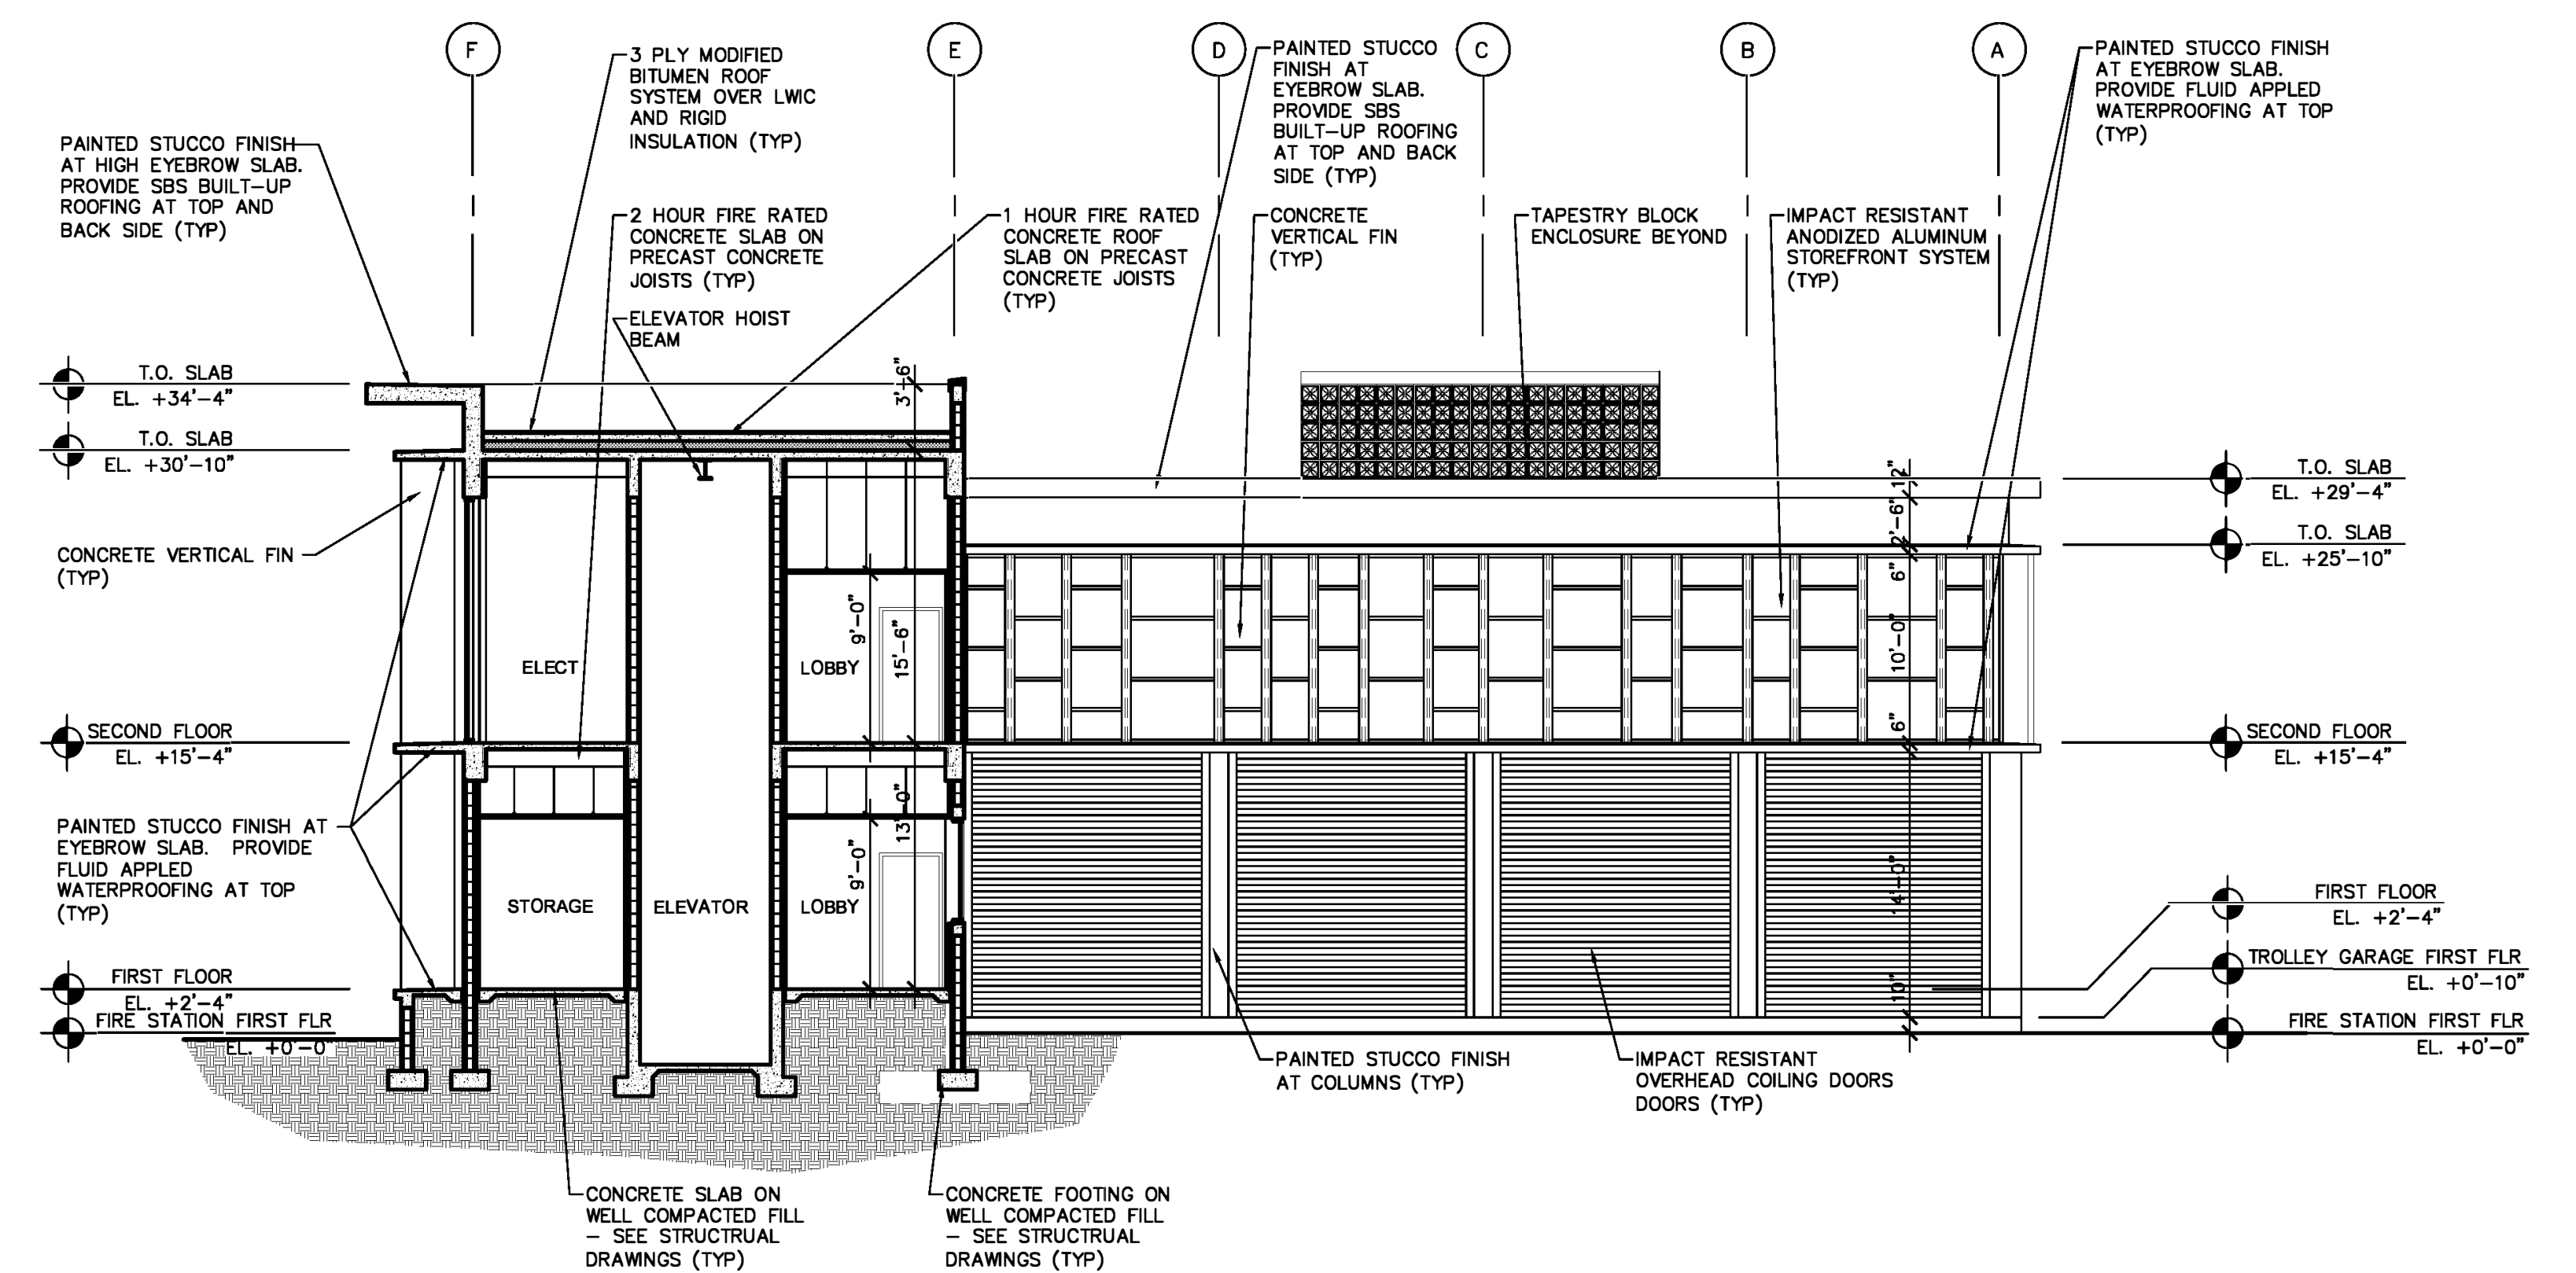 F
E
D
C
B
A
3 PLY MODIFIED
BITUMEN ROOF
SYSTEM OVER LWIC
AND RIGID
INSULATION (TYP)
PAINTED STUCCO
FINISH AT
EYEBROW SLAB.
PROVIDE SBS
BUILT-UP ROOFING
AT TOP AND BACK
SIDE (TYP)
PAINTED STUCCO FINISH
AT EYEBROW SLAB.
PROVIDE FLUID APPLED
WATERPROOFING AT TOP
(TYP)
PAINTED STUCCO FINISH
AT HIGH EYEBROW SLAB.
PROVIDE SBS BUILT-UP
ROOFING AT TOP AND
BACK SIDE (TYP)
2 HOUR FIRE RATED
CONCRETE SLAB ON
PRECAST CONCRETE
JOISTS (TYP)
1 HOUR FIRE RATED
CONCRETE ROOF
SLAB ON PRECAST
CONCRETE JOISTS
(TYP)
CONCRETE
VERTICAL FIN
(TYP)
TAPESTRY BLOCK
ENCLOSURE BEYOND
IMPACT RESISTANT
ANODIZED ALUMINUM
STOREFRONT SYSTEM
(TYP)
ELEVATOR HOIST
BEAM
T.O. SLAB
EL. +34'-4"
3'-6"
T.O. SLAB
EL. +30'-10"
12"
T.O. SLAB
EL. +29'-4"
2'-6"
T.O. SLAB
EL. +25'-10"
CONCRETE VERTICAL FIN
(TYP)
6"
9'-0"
15'-6"
10'-0"
ELECT
LOBBY
SECOND FLOOR
EL. +15'-4"
6"
SECOND FLOOR
EL. +15'-4"
PAINTED STUCCO FINISH AT
EYEBROW SLAB. PROVIDE
FLUID APPLED
WATERPROOFING AT TOP
(TYP)
13'-0"
9'-0"
14'-0"
STORAGE
ELEVATOR
LOBBY
FIRST FLOOR
EL. +2'-4"
TROLLEY GARAGE FIRST FLR
EL. +0'-10"
FIRST FLOOR
EL. +2'-4"
10"
FIRE STATION FIRST FLR
EL. +0'-0"
FIRE STATION FIRST FLR
EL. +0'-0"
PAINTED STUCCO FINISH
AT COLUMNS (TYP)
IMPACT RESISTANT
OVERHEAD COILING DOORS
DOORS (TYP)
CONCRETE SLAB ON
WELL COMPACTED FILL
- SEE STRUCTRUAL
DRAWINGS (TYP)
CONCRETE FOOTING ON
WELL COMPACTED FILL
- SEE STRUCTRUAL
DRAWINGS (TYP)